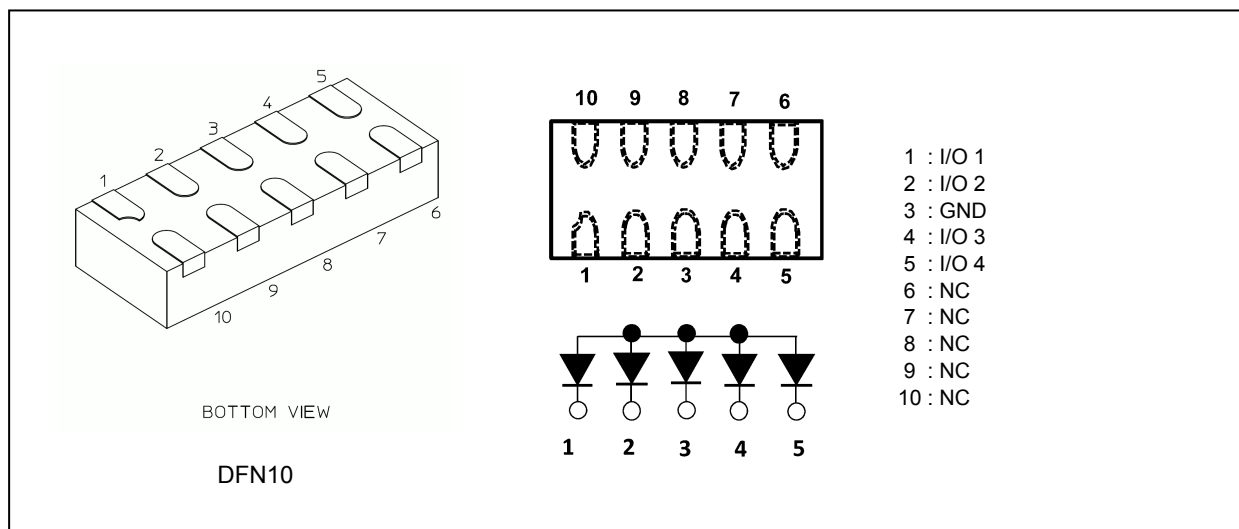 5
4
3
2
1
6
7
8
9
10
BOTTOM VIEW
DFN10
10 9 8 7 6
1 2 3 4 5
1 2 3 4 5
1 : I/O 1
2 : I/O 2
3 : GND
4 : I/O 3
5 : I/O 4
6 : NC
7 : NC
8 : NC
9 : NC
10 : NC